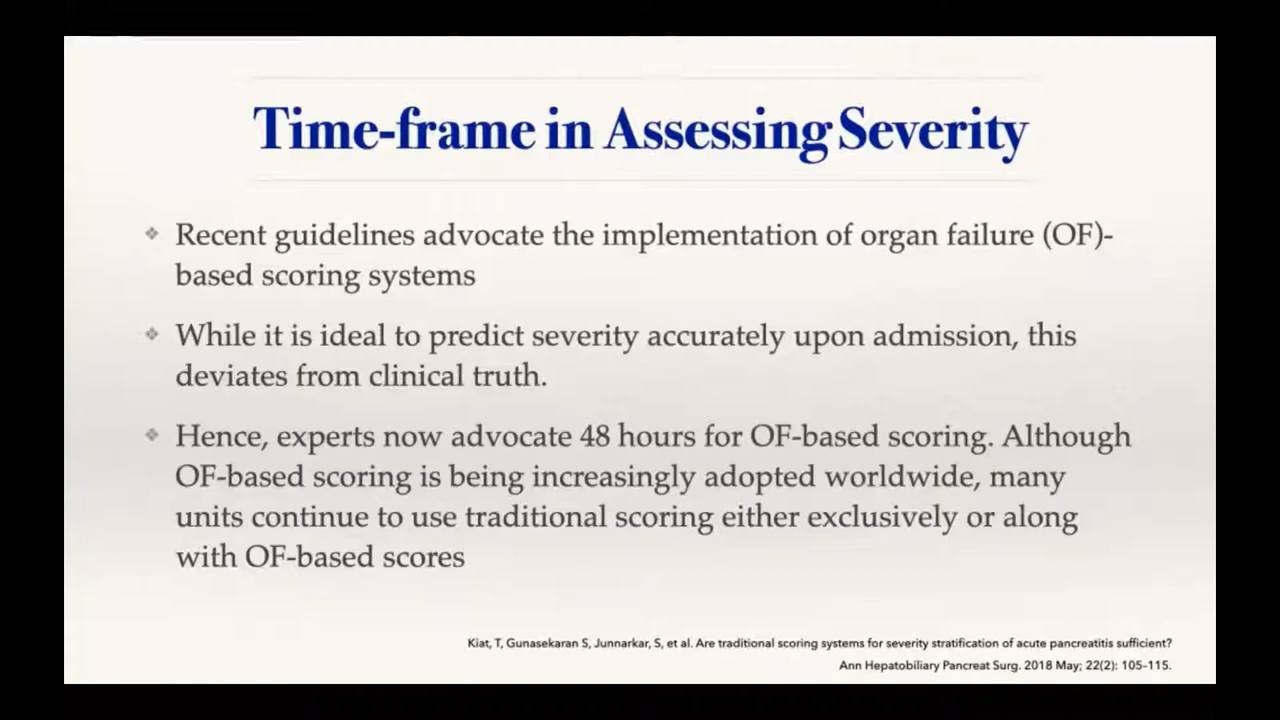 Time-frame in Assessing Severity
❖ Recent guidelines advocate the implementation of organ failure (OF)-
based scoring systems
❖ While it is ideal to predict severity accurately upon admission, this
deviates from clinical truth.
❖ Hence, experts now advocate 48 hours for OF-based scoring. Although
OF-based scoring is being increasingly adopted worldwide, many
units continue to use traditional scoring either exclusively or along
with OF-based scores
Kiat, T, Gunasekaran S, Junnarkar, S, et al. Are traditional scoring systems for severity stratification of acute pancreatitis sufficient?
Ann Hepatobiliary Pancreat Surg. 2018 May; 22(2): 105–115.